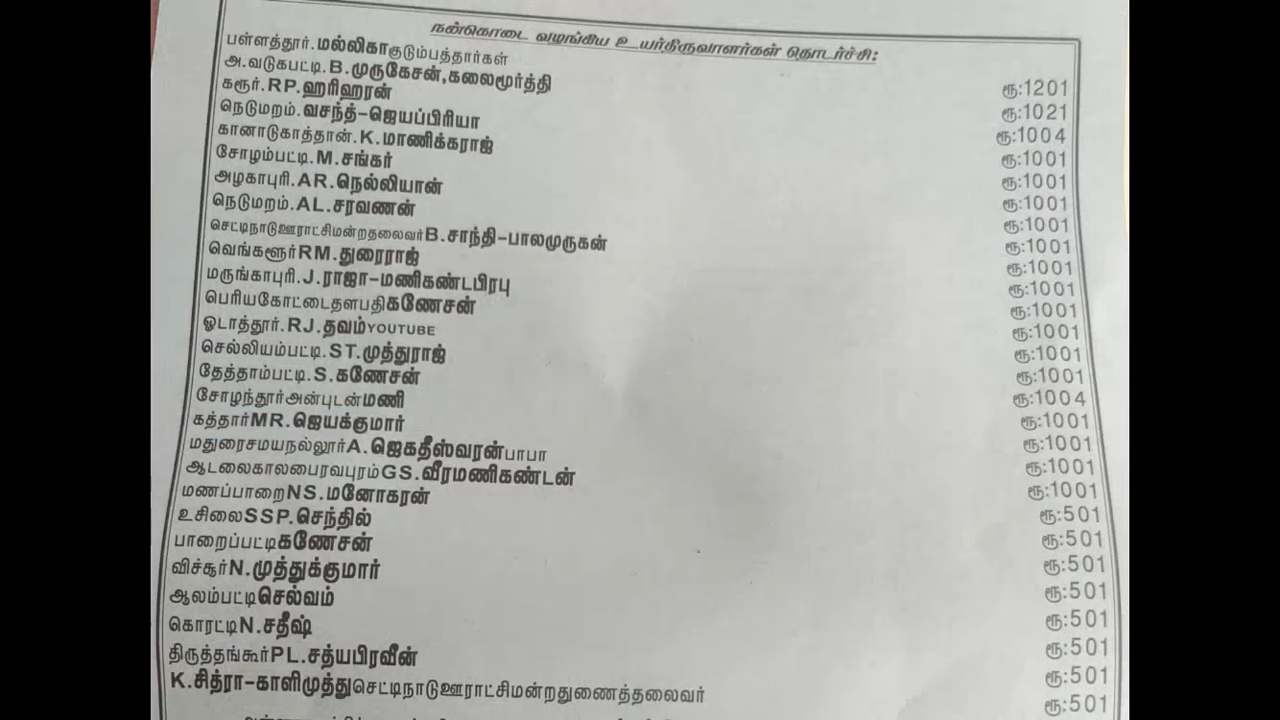 நன்கொடை வழங்கிய உயர்திருவாளர்கள் தொடர்ச்சி:
பள்ளத்தூர்.மல்லிகாகுடும்பத்தார்கள் ரூ:1201
அ.வடுகபட்டி.B.முருகேசன்,கலைமூர்த்தி ரூ:1021
கரூர்.RP.ஹரிஹரன் ரூ:1004
நெடுமறம்.வசந்த்-ஜெயப்பிரியா ரூ:1001
கானாடுகாத்தான்.K.மாணிக்கராஜ் ரூ:1001
சோழம்பட்டி.M.சங்கர் ரூ:1001
அழகாபுரி.AR.நெல்லியான் ரூ:1001
நெடுமறம்.AL.சரவணன் ரூ:1001
செட்டிநாடுஊராட்சிமன்றதலைவர்B.சாந்தி-பாலமுருகன் ரூ:1001
வெங்களூர்RM.துரைராஜ் ரூ:1001
மருங்காபுரி.J.ராஜா-மணிகண்டபிரபு ரூ:1001
பெரியகோட்டைதளபதிகணேசன் ரூ:1001
ஓடாத்தூர்.RJ.தவம்YOUTUBE ரூ:1001
செல்லியம்பட்டி.ST.முத்துராஜ் ரூ:1001
தேத்தாம்பட்டி.S.கணேசன் ரூ:1004
சோழந்தூர்அன்புடன்மணி ரூ:1001
கத்தார்MR.ஜெயக்குமார் ரூ:1001
மதுரைசமயநல்லூர்A.ஜெகதீஸ்வரன்பாபா ரூ:1001
ஆடலைகாலபைரவபுரம்GS.வீரமணிகண்டன் ரூ:1001
மணப்பாறைNS.மனோகரன் ரூ:501
உசிலைSSP.செந்தில் ரூ:501
பாறைப்பட்டிகணேசன் ரூ:501
விச்சூர்N.முத்துக்குமார் ரூ:501
ஆலம்பட்டிசெல்வம் ரூ:501
கொரட்டிN.சதீஷ் ரூ:501
திருத்தங்கூர்PL.சத்யபிரவீன் ரூ:501
K.சித்ரா-காளிமுத்துசெட்டிநாடுஊராட்சிமன்றதுணைத்தலைவர் ரூ:501